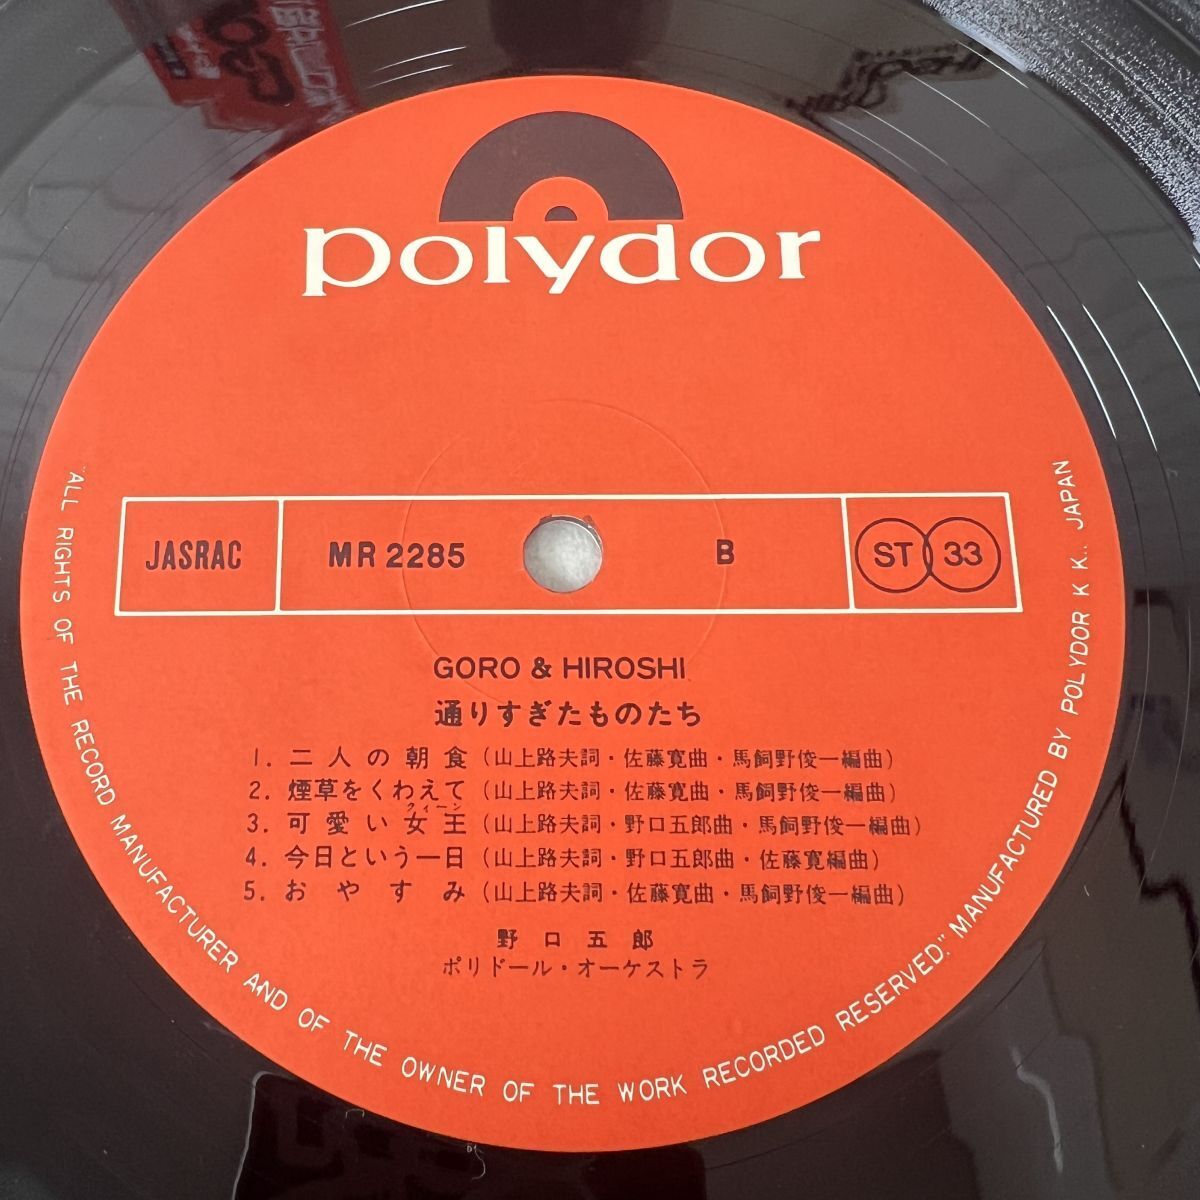 polydor
JASRAC MR 2285 B ST 33
GORO & HIROSHI
通りすぎたものたち
1. 二人の朝食 (山上路夫詞・佐藤寛曲・馬飼野俊一編曲)
2. 煙草をくわえて (山上路夫詞・佐藤寛曲・馬飼野俊一編曲)
クィーン
3. 可愛い女王 (山上路夫詞・野口五郎曲・馬飼野俊一編曲)
4. 今日という一日 (山上路夫詞・野口五郎曲・佐藤寛編曲)
5. おやすみ (山上路夫詞・佐藤寛曲・馬飼野俊一編曲)
野口五郎
ポリドール・オーケストラ
"ALL RIGHTS OF THE RECORD MANUFACTURER AND OF THE OWNER OF THE WORK RECORDED RESERVED." MANUFACTURED BY POLYDOR K K., JAPAN